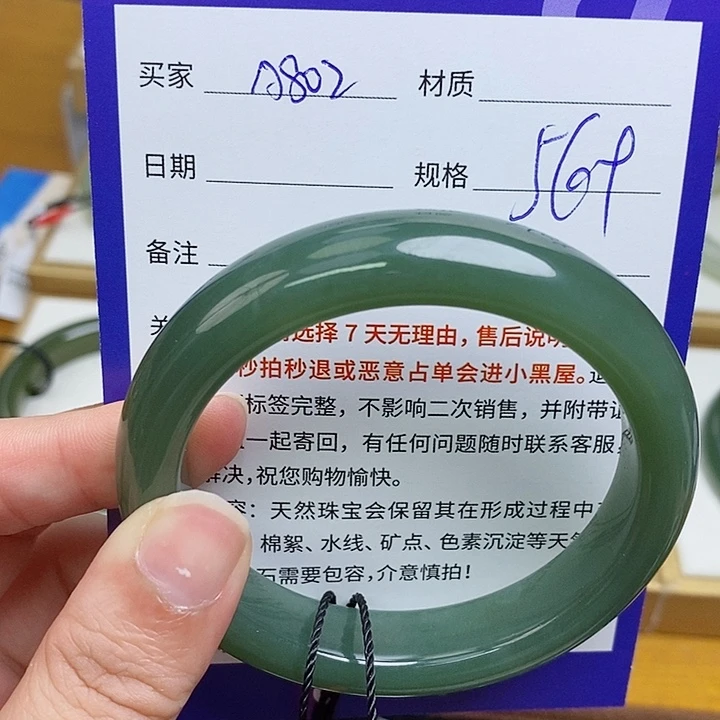 买家 A802 材质
日期 规格 569
备注
选择 7 天无理由，售后说明
秒拍秒退或恶意占单会进小黑屋。
标签完整，不影响二次销售，并附带
一起寄回，有任何问题随时联系客服，
解决，祝您购物愉快。
容：天然珠宝会保留其在形成过程中
棉絮、水线、矿点、色素沉淀等天
石需要包容，介意慎拍！